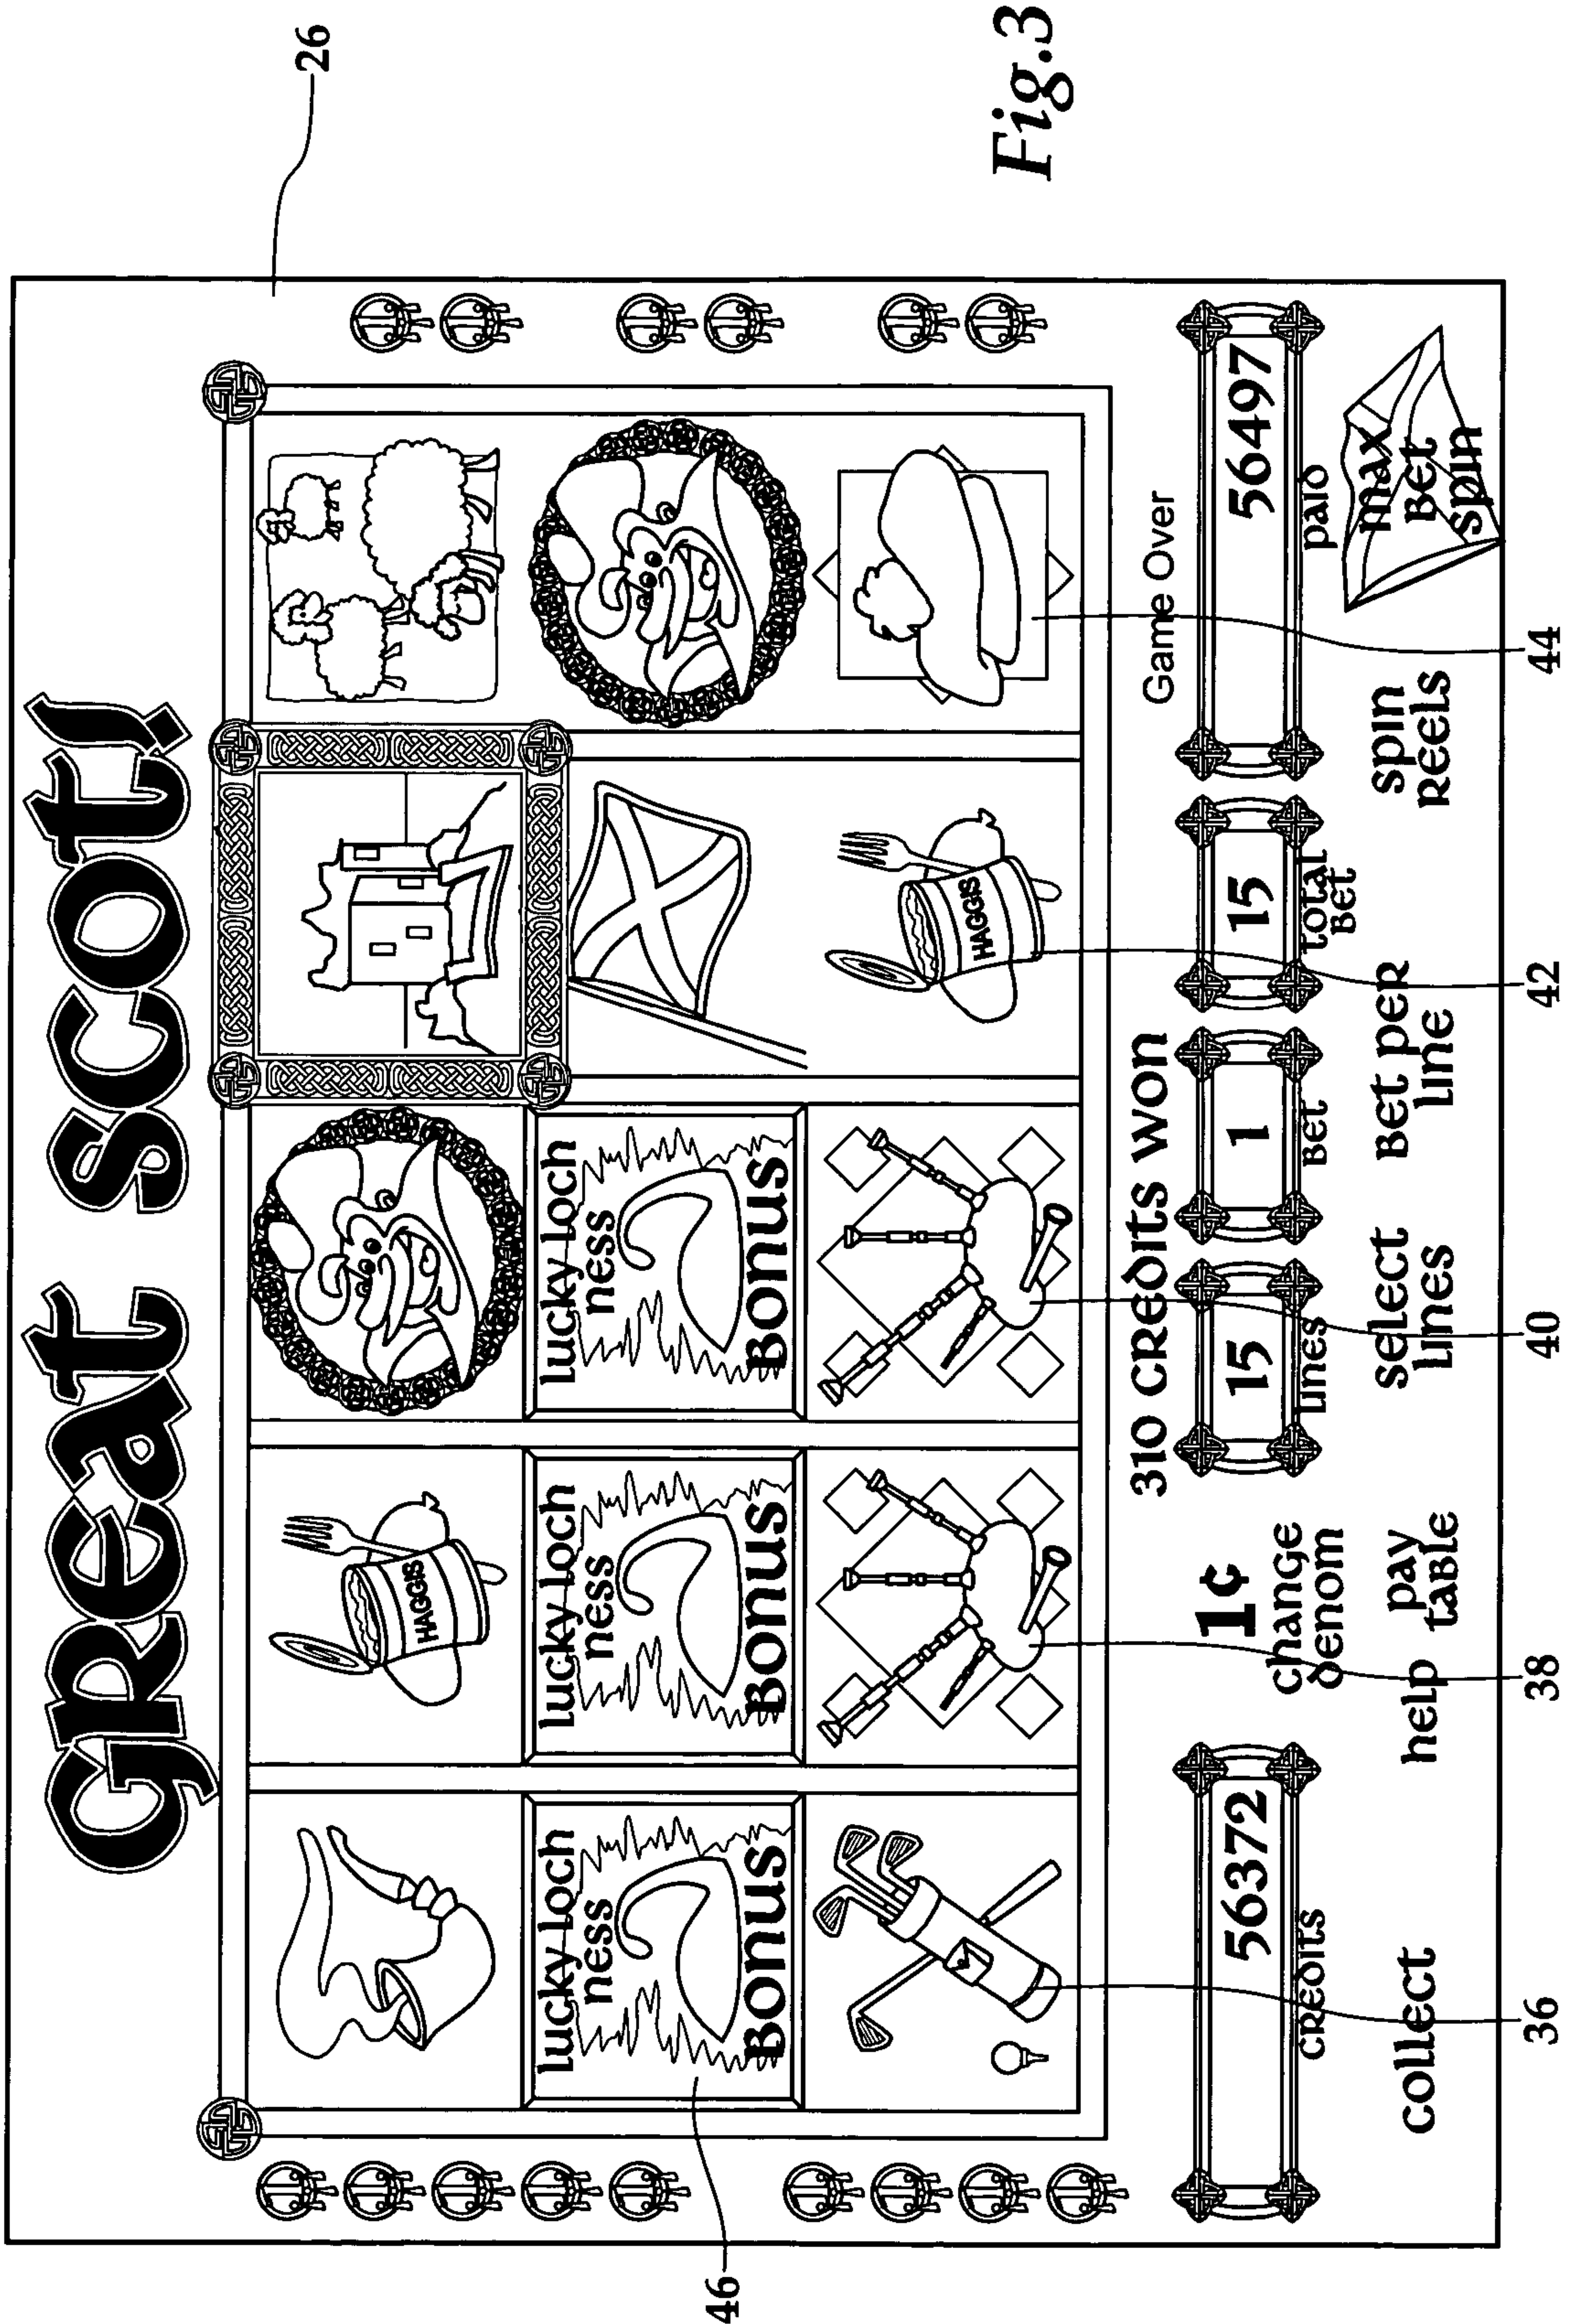 Great Scot!
26
HAGGIS
Lucky Loch
Ness
Bonus
Lucky Loch
Ness
Bonus
Lucky Loch
Ness
Bonus
46
HAGGIS
310 credits won
Game Over
56372
credits
1¢
change
denom
15
lines
1
bet
15
total
bet
56497
paid
collect
help
pay
table
select
lines
bet per
line
spin
reels
max
bet
spin
36
38
40
42
44
Fig.3